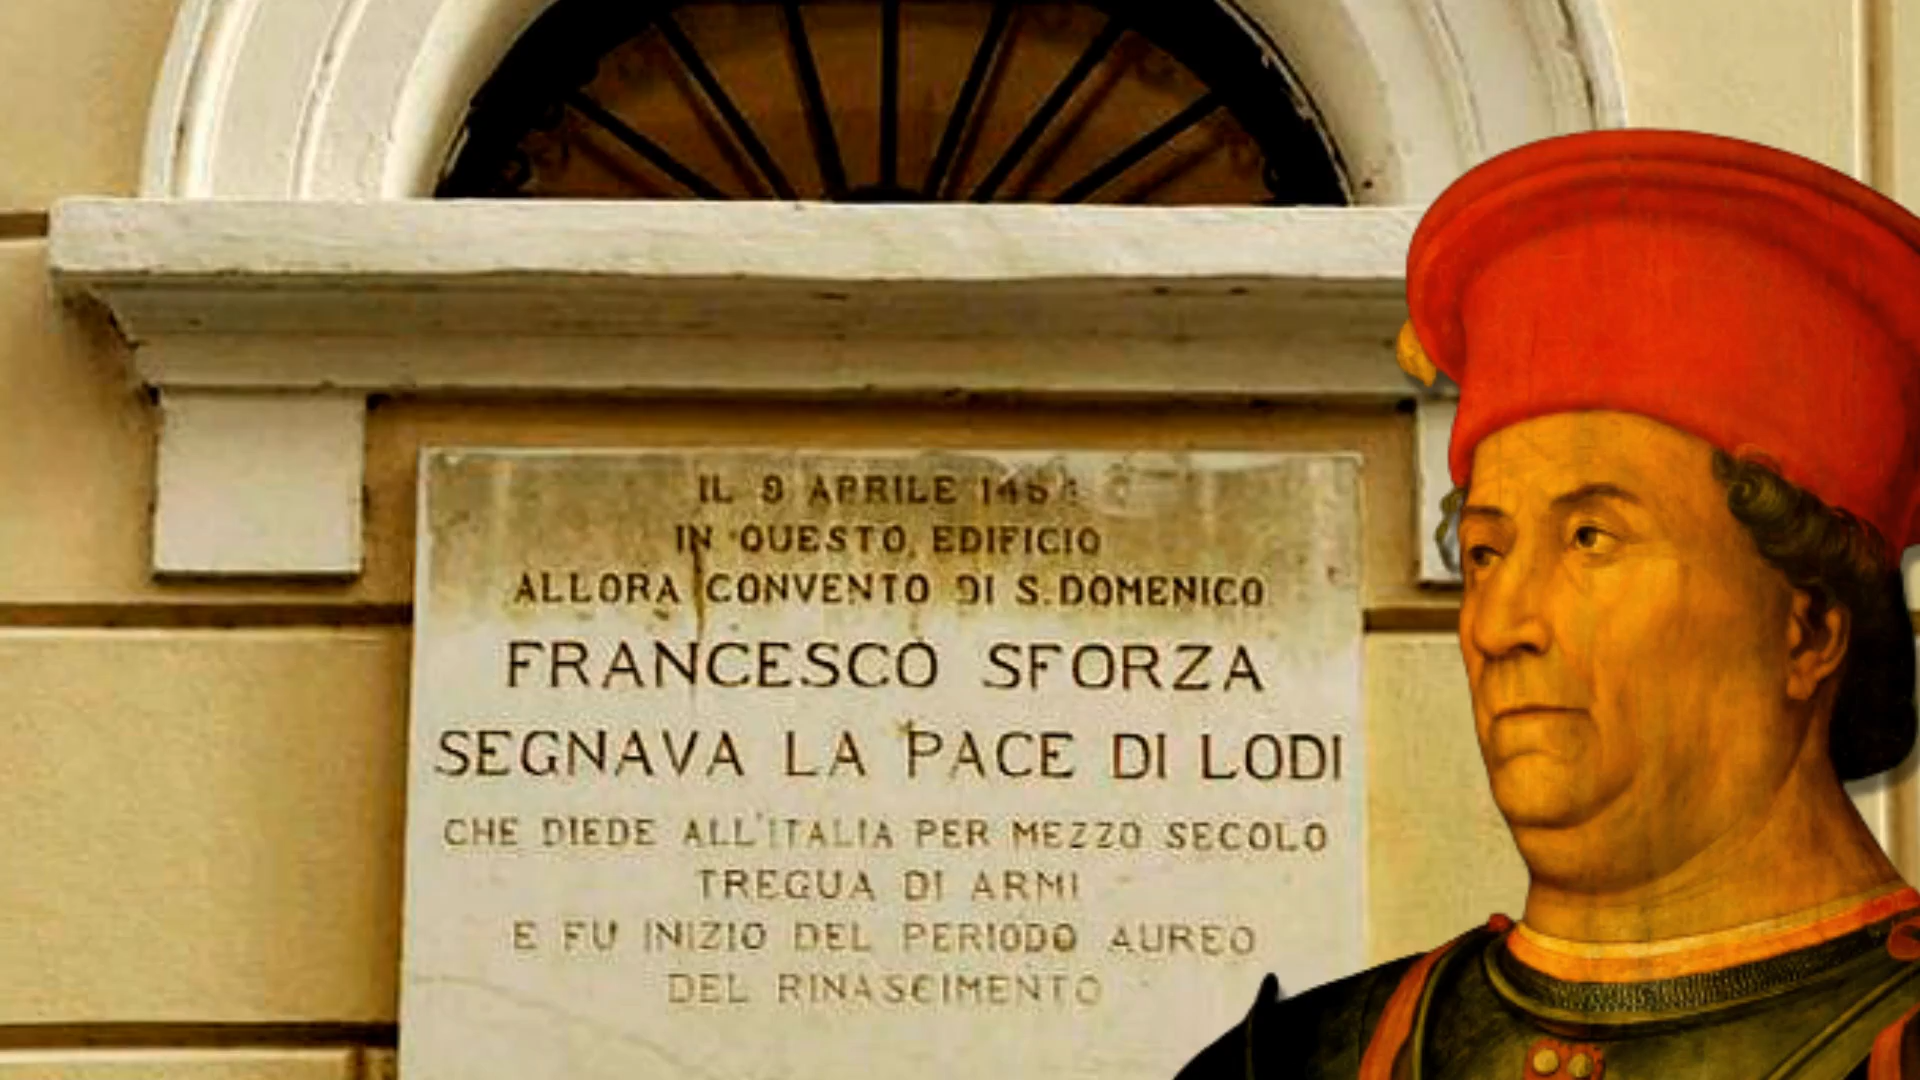 IL 9 APRILE 1454
IN QUESTO EDIFICIO
ALLORA CONVENTO DI S. DOMENICO
FRANCESCO SFORZA
SEGNAVA LA PACE DI LODI
CHE DIEDE ALL'ITALIA PER MEZZO SECOLO
TREGUA DI ARMI
E FU INIZIO DEL PERIODO AUREO
DEL RINASCIMENTO